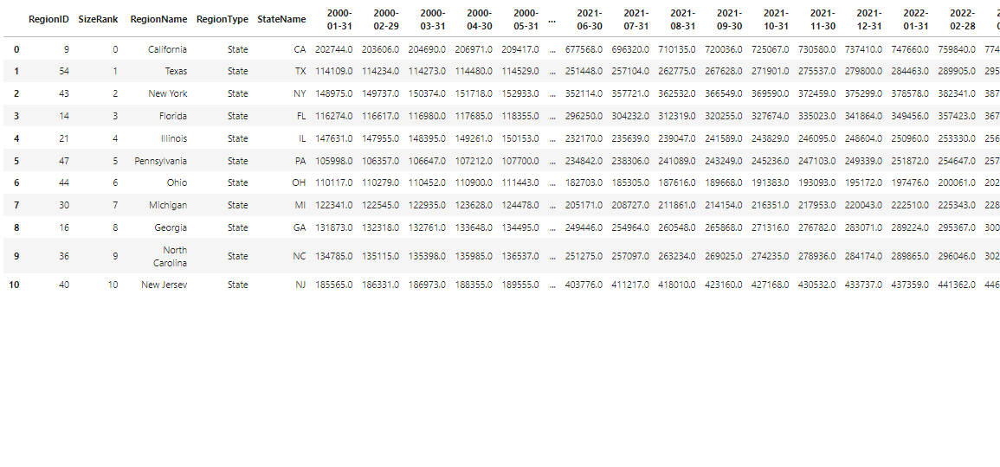 RegionID SizeRank RegionName RegionType StateName 2000-01-31 2000-02-29 2000-03-31 2000-04-30 2000-05-31 ... 2021-06-30 2021-07-31 2021-08-31 2021-09-30 2021-10-31 2021-11-30 2021-12-31 2022-01-31 2022-02-28
0 9 0 California State CA 202744.0 203606.0 204690.0 206971.0 209417.0 ... 677568.0 696320.0 710135.0 720036.0 725067.0 730580.0 737410.0 747660.0 759840.0 774
1 54 1 Texas State TX 114109.0 114234.0 114273.0 114480.0 114529.0 ... 251448.0 257104.0 262775.0 267628.0 271901.0 275537.0 279800.0 284463.0 289905.0 295
2 43 2 New York State NY 148975.0 149737.0 150374.0 151718.0 152933.0 ... 352114.0 357721.0 362532.0 366549.0 369590.0 372459.0 375299.0 378578.0 382341.0 387
3 14 3 Florida State FL 116274.0 116617.0 116980.0 117685.0 118355.0 ... 296250.0 304232.0 312319.0 320255.0 327674.0 335023.0 341864.0 349456.0 357423.0 367
4 21 4 Illinois State IL 147631.0 147955.0 148395.0 149261.0 150153.0 ... 232170.0 235639.0 239047.0 241589.0 243829.0 246095.0 248604.0 250960.0 253330.0 256
5 47 5 Pennsylvania State PA 105998.0 106357.0 106647.0 107212.0 107700.0 ... 234842.0 238306.0 241089.0 243249.0 245236.0 247103.0 249339.0 251872.0 254647.0 257
6 44 6 Ohio State OH 110117.0 110279.0 110452.0 110900.0 111443.0 ... 182703.0 185305.0 187616.0 189668.0 191383.0 193093.0 195172.0 197476.0 200061.0 202
7 30 7 Michigan State MI 122341.0 122545.0 122935.0 123628.0 124478.0 ... 205171.0 208727.0 211861.0 214154.0 216351.0 217953.0 220043.0 222510.0 225343.0 228
8 16 8 Georgia State GA 131873.0 132318.0 132761.0 133648.0 134495.0 ... 249446.0 254964.0 260548.0 265868.0 271316.0 276782.0 283071.0 289224.0 295367.0 300
9 36 9 North Carolina State NC 134785.0 135115.0 135398.0 135985.0 136537.0 ... 251275.0 257097.0 263234.0 269025.0 274235.0 278936.0 284174.0 289865.0 296046.0 302
10 40 10 New Jersey State NJ 185565.0 186331.0 186973.0 188355.0 189555.0 ... 403776.0 411217.0 418010.0 423160.0 427168.0 430532.0 433737.0 437359.0 441362.0 446